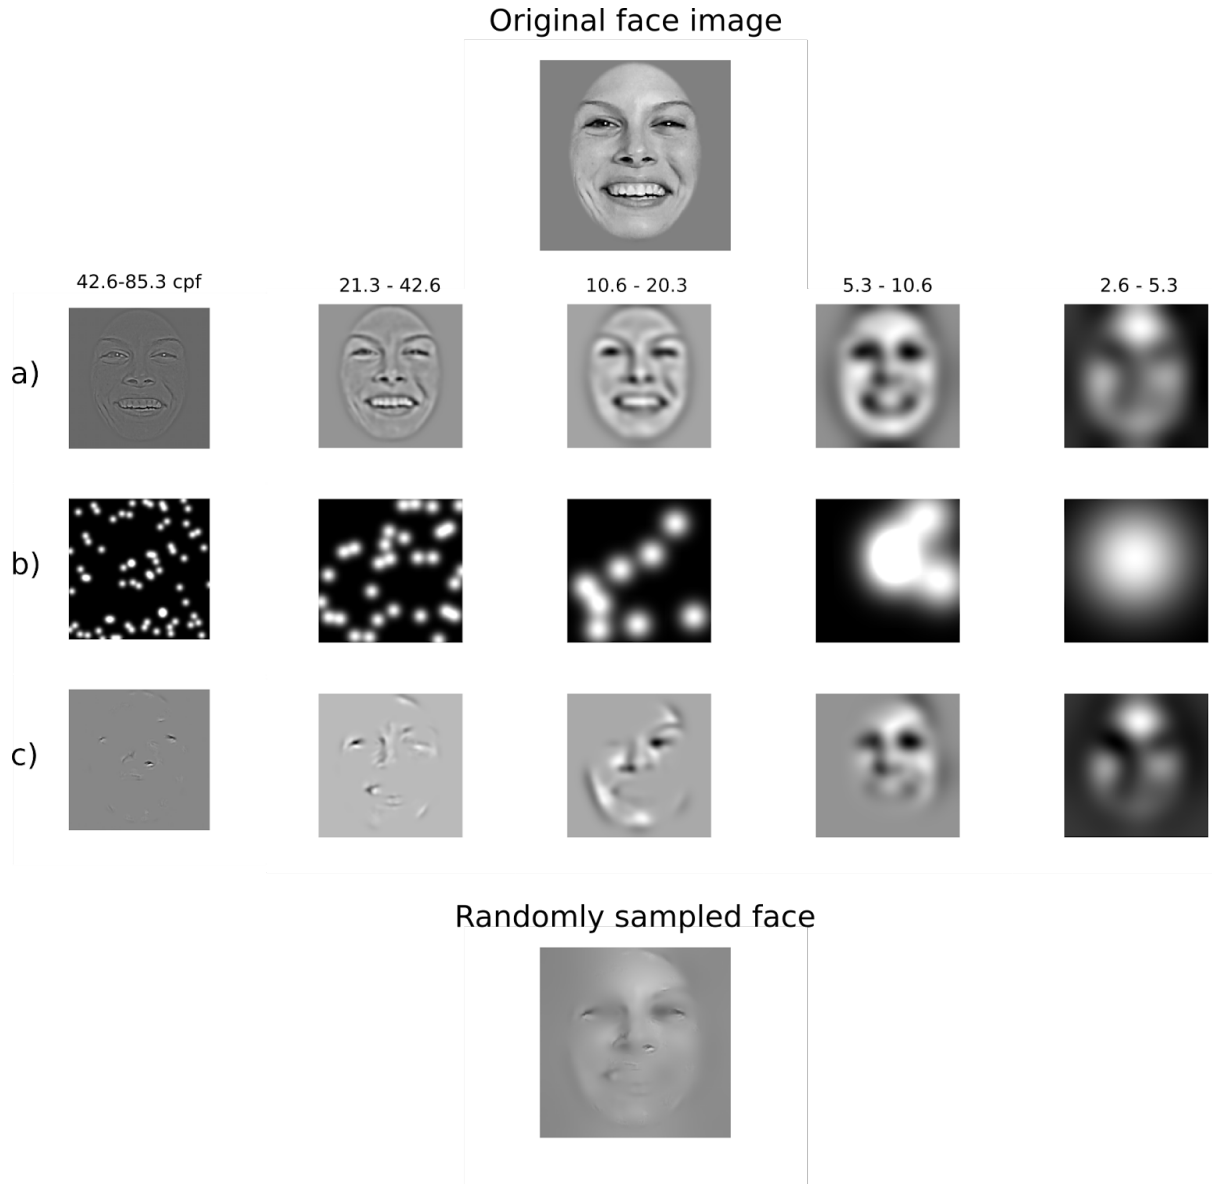 Original face image
42.6-85.3 cpf 21.3 - 42.6 10.6 - 20.3 5.3 - 10.6 2.6 - 5.3
a)
b)
c)
Randomly sampled face